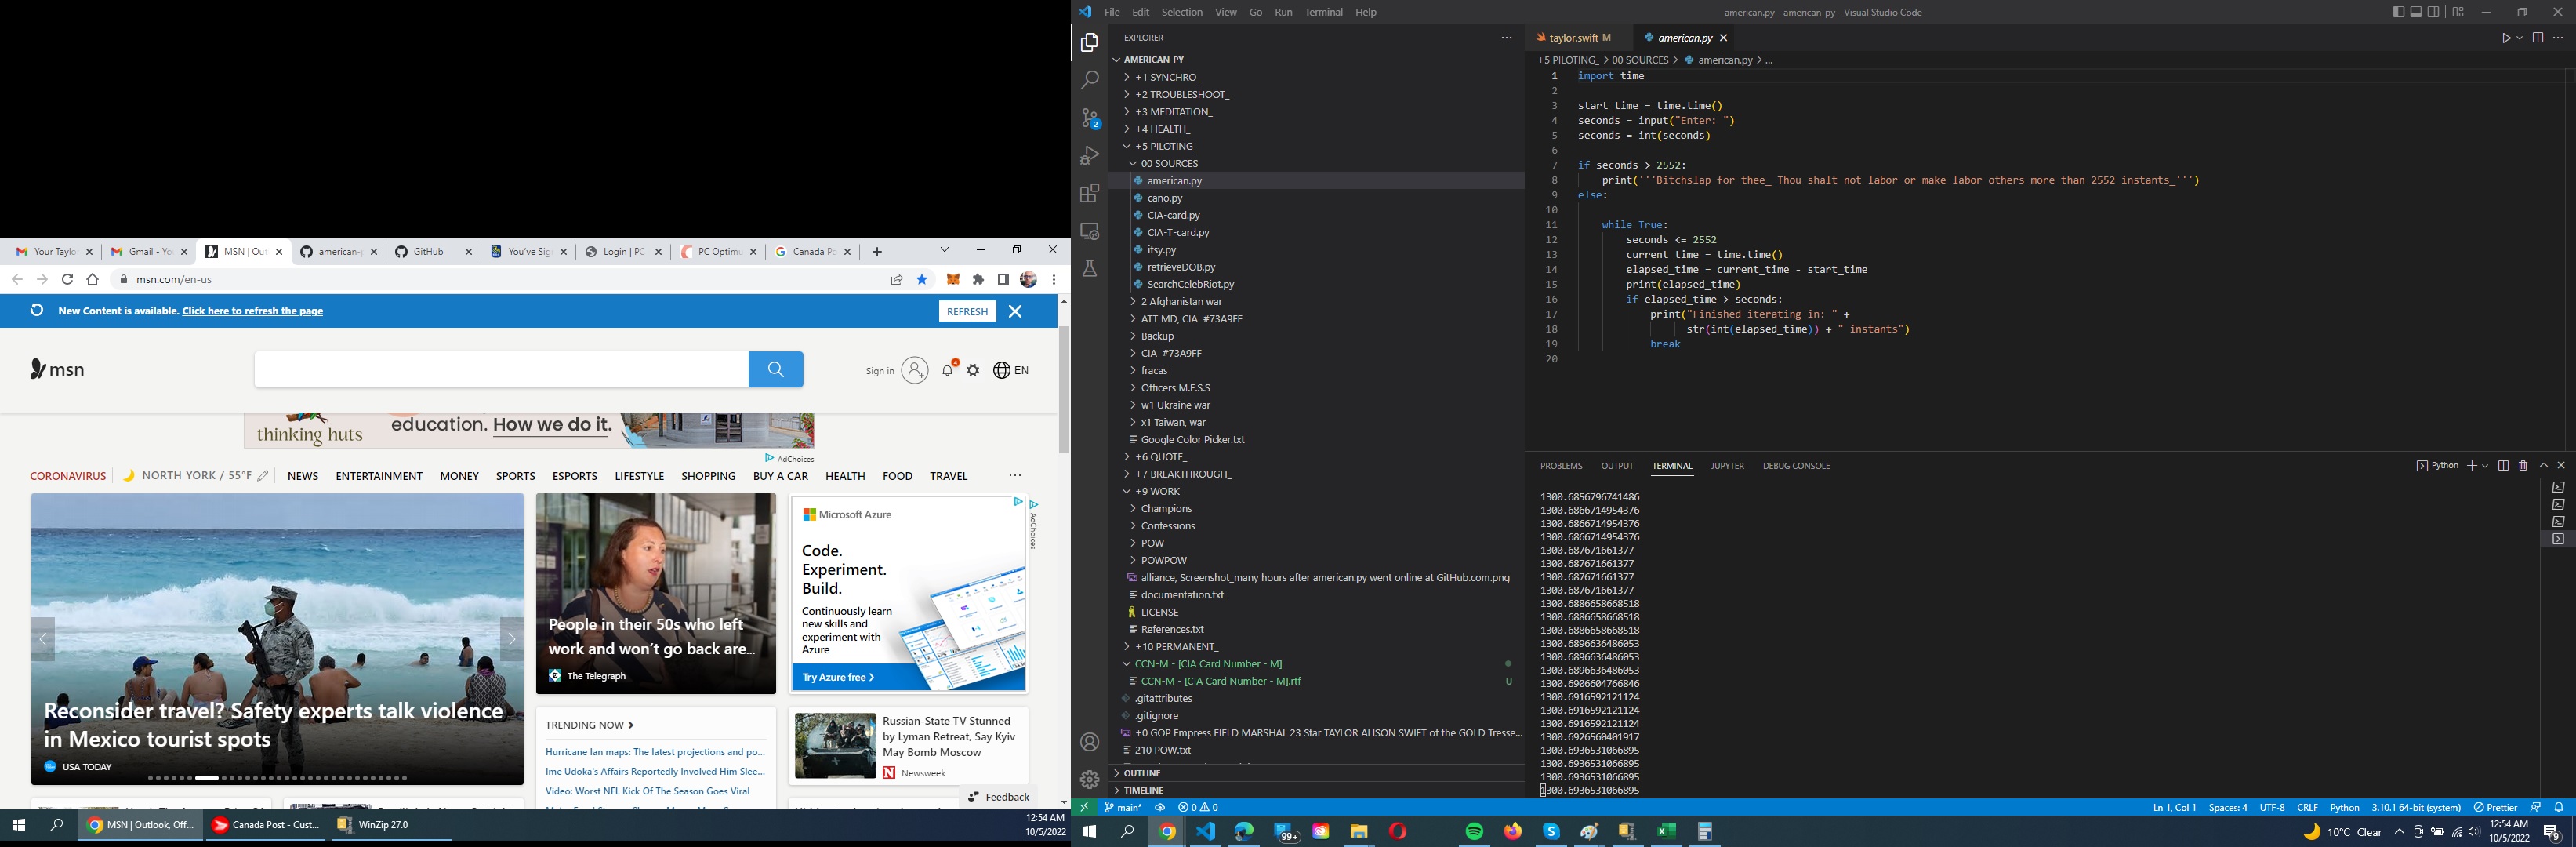 Your Taylo
Gmail - Yo
MSN | Out
american-
GitHub
You've Sig
Login | PC
PC Optimu
Canada Po
msn.com/en-us
New Content is available. Click here to refresh the page
REFRESH
msn
Sign in
4
EN
thinking huts
education. How we do it.
AdChoices
CORONAVIRUS
NORTH YORK / 55°F
NEWS
ENTERTAINMENT
MONEY
SPORTS
ESPORTS
LIFESTYLE
SHOPPING
BUY A CAR
HEALTH
FOOD
TRAVEL
...
Reconsider travel? Safety experts talk violence
in Mexico tourist spots
USA TODAY
People in their 50s who left
work and won't go back are...
The Telegraph
AdChoices
Microsoft Azure
Code.
Experiment.
Build.
Continuously learn
new skills and
experiment with
Azure
Try Azure free >
TRENDING NOW >
Hurricane Ian maps: The latest projections and po...
Ime Udoka's Affairs Reportedly Involved Him Slee...
Video: Worst NFL Kick Of The Season Goes Viral
Russian-State TV Stunned
by Lyman Retreat, Say Kyiv
May Bomb Moscow
Newsweek
Feedback
MSN | Outlook, Off...
Canada Post - Cust...
WinZip 27.0
12:54 AM
10/5/2022
File Edit Selection View Go Run Terminal Help
american.py - american-py - Visual Studio Code
EXPLORER
AMERICAN-PY
+1 SYNCHRO_
+2 TROUBLESHOOT_
+3 MEDITATION_
+4 HEALTH_
+5 PILOTING_
00 SOURCES
american.py
cano.py
CIA-card.py
CIA-T-card.py
itsy.py
retrieveDOB.py
SearchCelebRiot.py
2 Afghanistan war
ATT MD, CIA #73A9FF
Backup
CIA #73A9FF
fracas
Officers M.E.S.S
w1 Ukraine war
x1 Taiwan, war
Google Color Picker.txt
+6 QUOTE_
+7 BREAKTHROUGH_
+9 WORK_
Champions
Confessions
POW
POWPOW
alliance, Screenshot_many hours after american.py went online at GitHub.com.png
documentation.txt
LICENSE
References.txt
+10 PERMANENT_
CCN-M - [CIA Card Number - M]
CCN-M - [CIA Card Number - M].rtf U
.gitattributes
.gitignore
+0 GOP Empress FIELD MARSHAL 23 Star TAYLOR ALISON SWIFT of the GOLD Tresse...
210 POW.txt
OUTLINE
TIMELINE
2
taylor.swift M
american.py
+5 PILOTING_ > 00 SOURCES > american.py > ...
1 import time
2
3 start_time = time.time()
4 seconds = input("Enter: ")
5 seconds = int(seconds)
6
7 if seconds > 2552:
8 print('''Bitchslap for thee_ Thou shalt not labor or make labor others more than 2552 instants_''')
9 else:
10
11 while True:
12 seconds <= 2552
13 current_time = time.time()
14 elapsed_time = current_time - start_time
15 print(elapsed_time)
16 if elapsed_time > seconds:
17 print("Finished iterating in: " +
18 str(int(elapsed_time)) + " instants")
19 break
20
PROBLEMS OUTPUT TERMINAL JUPYTER DEBUG CONSOLE
Python
1300.6856796741486
1300.6866714954376
1300.6866714954376
1300.6866714954376
1300.687671661377
1300.687671661377
1300.687671661377
1300.687671661377
1300.6886658668518
1300.6886658668518
1300.6886658668518
1300.6896636486053
1300.6896636486053
1300.6896636486053
1300.6906604766846
1300.6916592121124
1300.6916592121124
1300.6916592121124
1300.6926560401917
1300.6936531066895
1300.6936531066895
1300.6936531066895
1300.6936531066895
main*
0 0
Ln 1, Col 1
Spaces: 4
UTF-8
CRLF
Python
3.10.1 64-bit (system)
Prettier
99+
10°C Clear
12:54 AM
10/5/2022
9